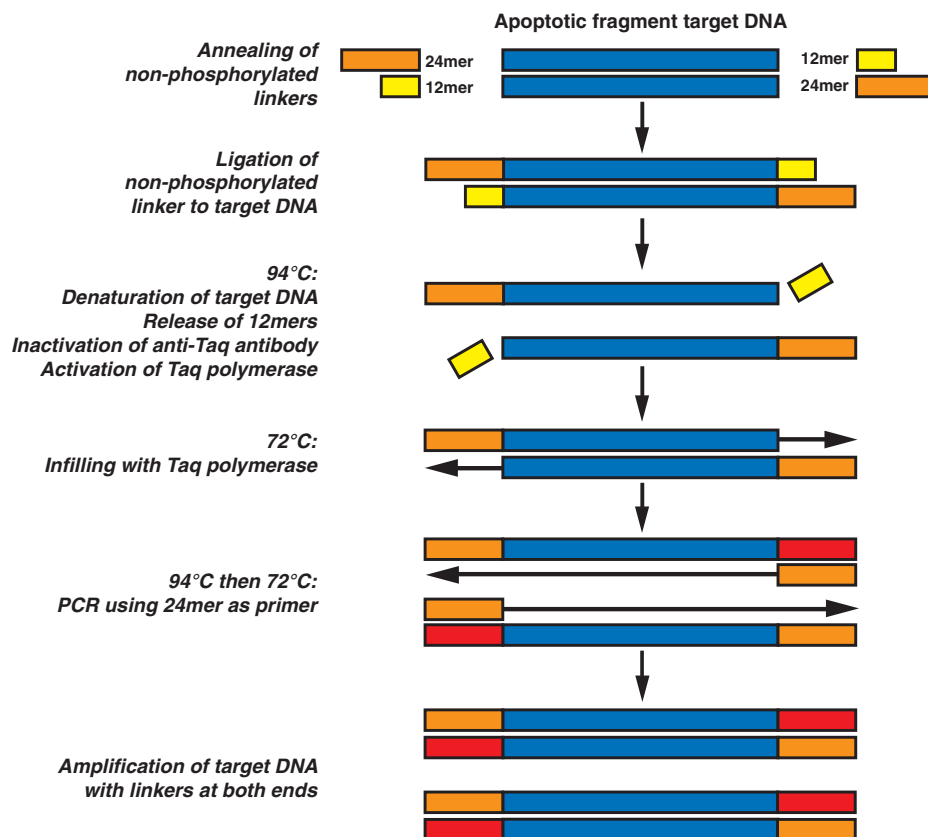 Apoptotic fragment target DNA
Annealing of
non-phosphorylated
linkers
24mer
12mer
12mer
24mer
Ligation of
non-phosphorylated
linker to target DNA
94°C:
Denaturation of target DNA
Release of 12mers
Inactivation of anti-Taq antibody
Activation of Taq polymerase
72°C:
Infilling with Taq polymerase
94°C then 72°C:
PCR using 24mer as primer
Amplification of target DNA
with linkers at both ends